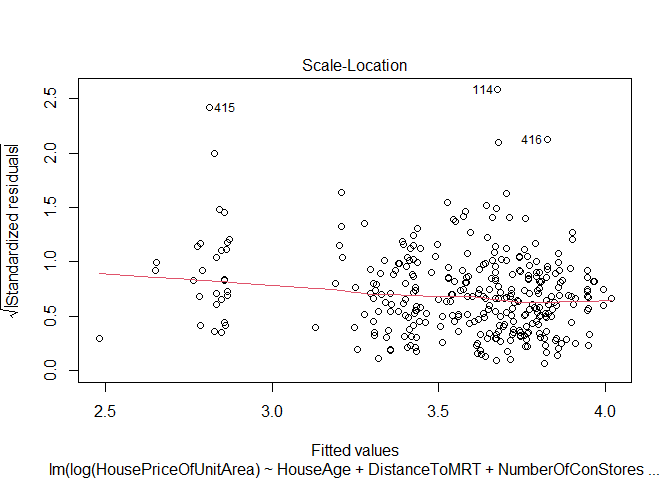 Scale-Location
√|Standardized residuals|
2.5
2.0
1.5
1.0
0.5
0.0
415
114
416
2.5 3.0 3.5 4.0
Fitted values
lm(log(HousePriceOfUnitArea) ~ HouseAge + DistanceToMRT + NumberOfConStores ...